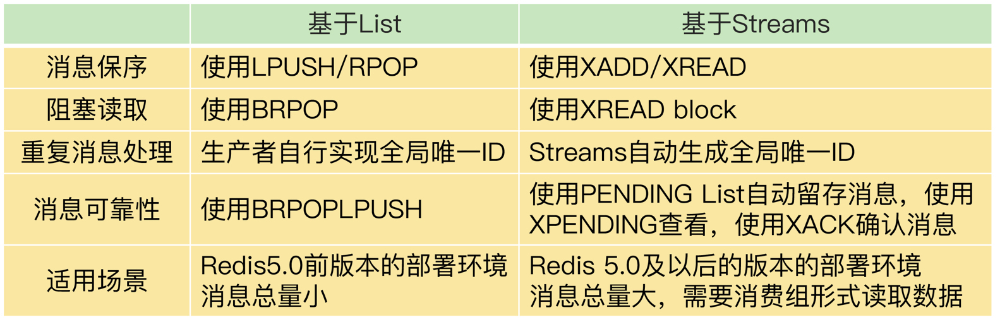 基于List
基于Streams
消息保序
使用LPUSH/RPOP
使用XADD/XREAD
阻塞读取
使用BRPOP
使用XREAD block
重复消息处理
生产者自行实现全局唯一ID
Streams自动生成全局唯一ID
消息可靠性
使用BRPOPLPUSH
使用PENDING List自动留存消息，使用
XPENDING查看，使用XACK确认消息
适用场景
Redis5.0前版本的部署环境
消息总量小
Redis 5.0及以后的版本的部署环境
消息总量大，需要消费组形式读取数据